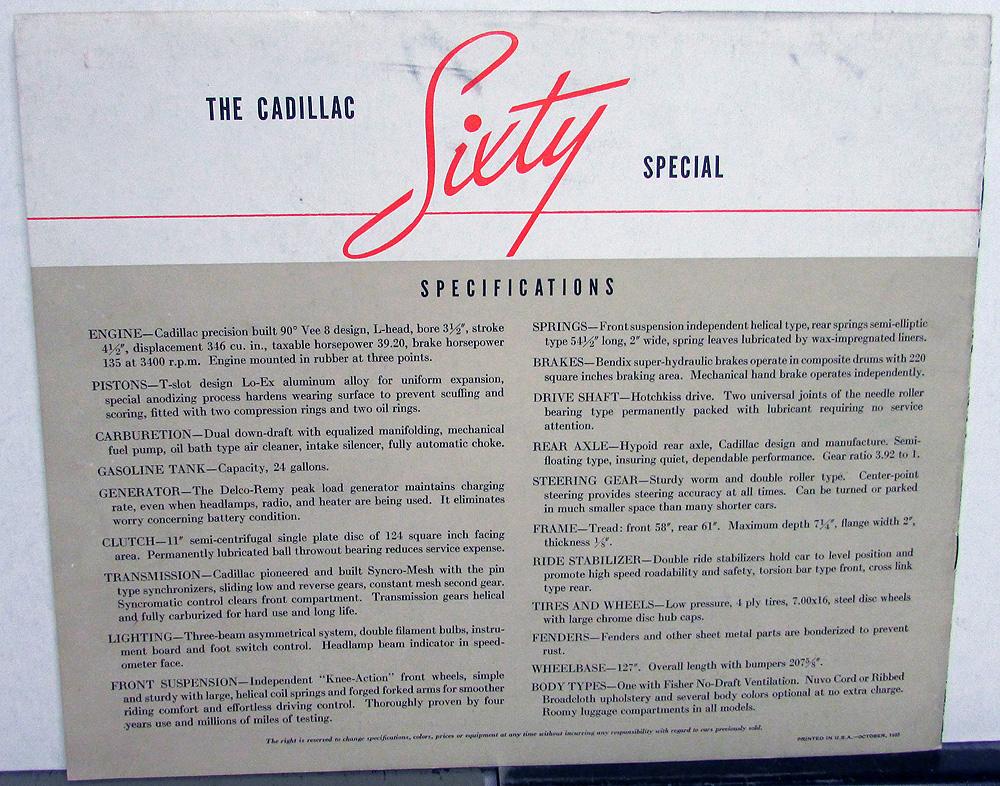 THE CADILLAC
Sixty
SPECIAL
SPECIFICATIONS
ENGINE—Cadillac precision built 90° Vee 8 design, L-head, bore 3½″, stroke
4½″, displacement 346 cu. in., taxable horsepower 39.20, brake horsepower
135 at 3400 r.p.m. Engine mounted in rubber at three points.
PISTONS—T-slot design Lo-Ex aluminum alloy for uniform expansion,
special anodizing process hardens wearing surface to prevent scuffing and
scoring, fitted with two compression rings and two oil rings.
CARBURETION—Dual down-draft with equalized manifolding, mechanical
fuel pump, oil bath type air cleaner, intake silencer, fully automatic choke.
GASOLINE TANK—Capacity, 24 gallons.
GENERATOR—The Delco-Remy peak load generator maintains charging
rate, even when headlamps, radio, and heater are being used. It eliminates
worry concerning battery condition.
CLUTCH—11″ semi-centrifugal single plate disc of 124 square inch facing
area. Permanently lubricated ball throwout bearing reduces service expense.
TRANSMISSION—Cadillac pioneered and built Syncro-Mesh with the pin
type synchronizers, sliding low and reverse gears, constant mesh second gear.
Syncromatic control clears front compartment. Transmission gears helical
and fully carburized for hard use and long life.
LIGHTING—Three-beam asymmetrical system, double filament bulbs, instru-
ment board and foot switch control. Headlamp beam indicator in speed-
ometer face.
FRONT SUSPENSION—Independent "Knee-Action" front wheels, simple
and sturdy with large, helical coil springs and forged forked arms for smoother
riding comfort and effortless driving control. Thoroughly proven by four
years use and millions of miles of testing.
SPRINGS—Front suspension independent helical type, rear springs semi-elliptic
type 54½″ long, 2″ wide, spring leaves lubricated by wax-impregnated liners.
BRAKES—Bendix super-hydraulic brakes operate in composite drums with 220
square inches braking area. Mechanical hand brake operates independently.
DRIVE SHAFT—Hotchkiss drive. Two universal joints of the needle roller
bearing type permanently packed with lubricant requiring no service
attention.
REAR AXLE—Hypoid rear axle, Cadillac design and manufacture. Semi-
floating type, insuring quiet, dependable performance. Gear ratio 3.92 to 1.
STEERING GEAR—Sturdy worm and double roller type. Center-point
steering provides steering accuracy at all times. Can be turned or parked
in much smaller space than many shorter cars.
FRAME—Tread: front 58″, rear 61″. Maximum depth 7¼″, flange width 2″,
thickness ⅛″.
RIDE STABILIZER—Double ride stabilizers hold car to level position and
promote high speed roadability and safety, torsion bar type front, cross link
type rear.
TIRES AND WHEELS—Low pressure, 4 ply tires, 7.00x16, steel disc wheels
with large chrome disc hub caps.
FENDERS—Fenders and other sheet metal parts are bonderized to prevent
rust.
WHEELBASE—127″. Overall length with bumpers 207⅝″.
BODY TYPES—One with Fisher No-Draft Ventilation. Nuvo Cord or Ribbed
Broadcloth upholstery and several body colors optional at no extra charge.
Roomy luggage compartments in all models.
The right is reserved to change specifications, colors, prices or equipment at any time without incurring any responsibility with regard to cars previously sold.
PRINTED IN U.S.A.—OCTOBER,